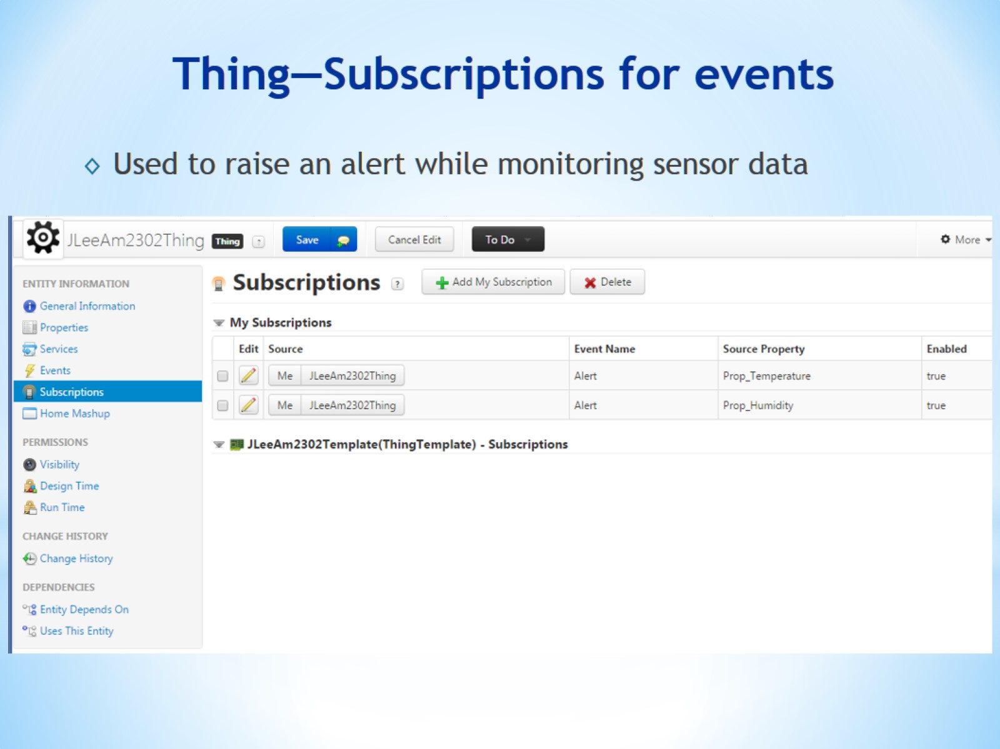 Thing—Subscriptions for events
◇ Used to raise an alert while monitoring sensor data
JLeeAm2302Thing Thing ? Save Cancel Edit To Do More
ENTITY INFORMATION
General Information
Properties
Services
Events
Subscriptions
Home Mashup
PERMISSIONS
Visibility
Design Time
Run Time
CHANGE HISTORY
Change History
DEPENDENCIES
Entity Depends On
Uses This Entity
Subscriptions ? Add My Subscription Delete
My Subscriptions
Edit Source Event Name Source Property Enabled
Me JLeeAm2302Thing Alert Prop_Temperature true
Me JLeeAm2302Thing Alert Prop_Humidity true
JLeeAm2302Template(ThingTemplate) - Subscriptions